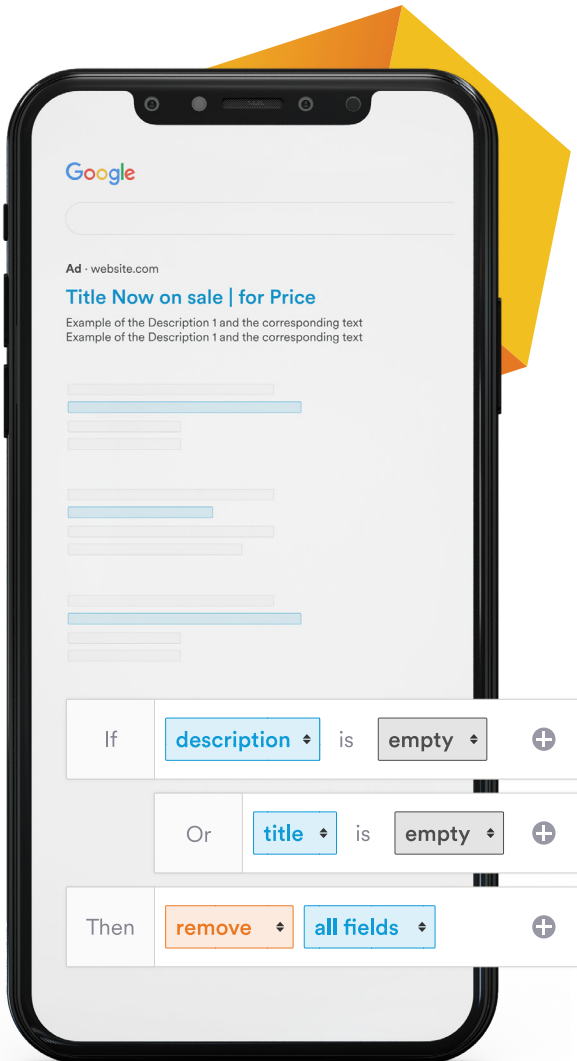 Google
Ad · website.com
Title Now on sale | for Price
Example of the Description 1 and the corresponding text
Example of the Description 1 and the corresponding text
If description is empty
Or title is empty
Then remove all fields